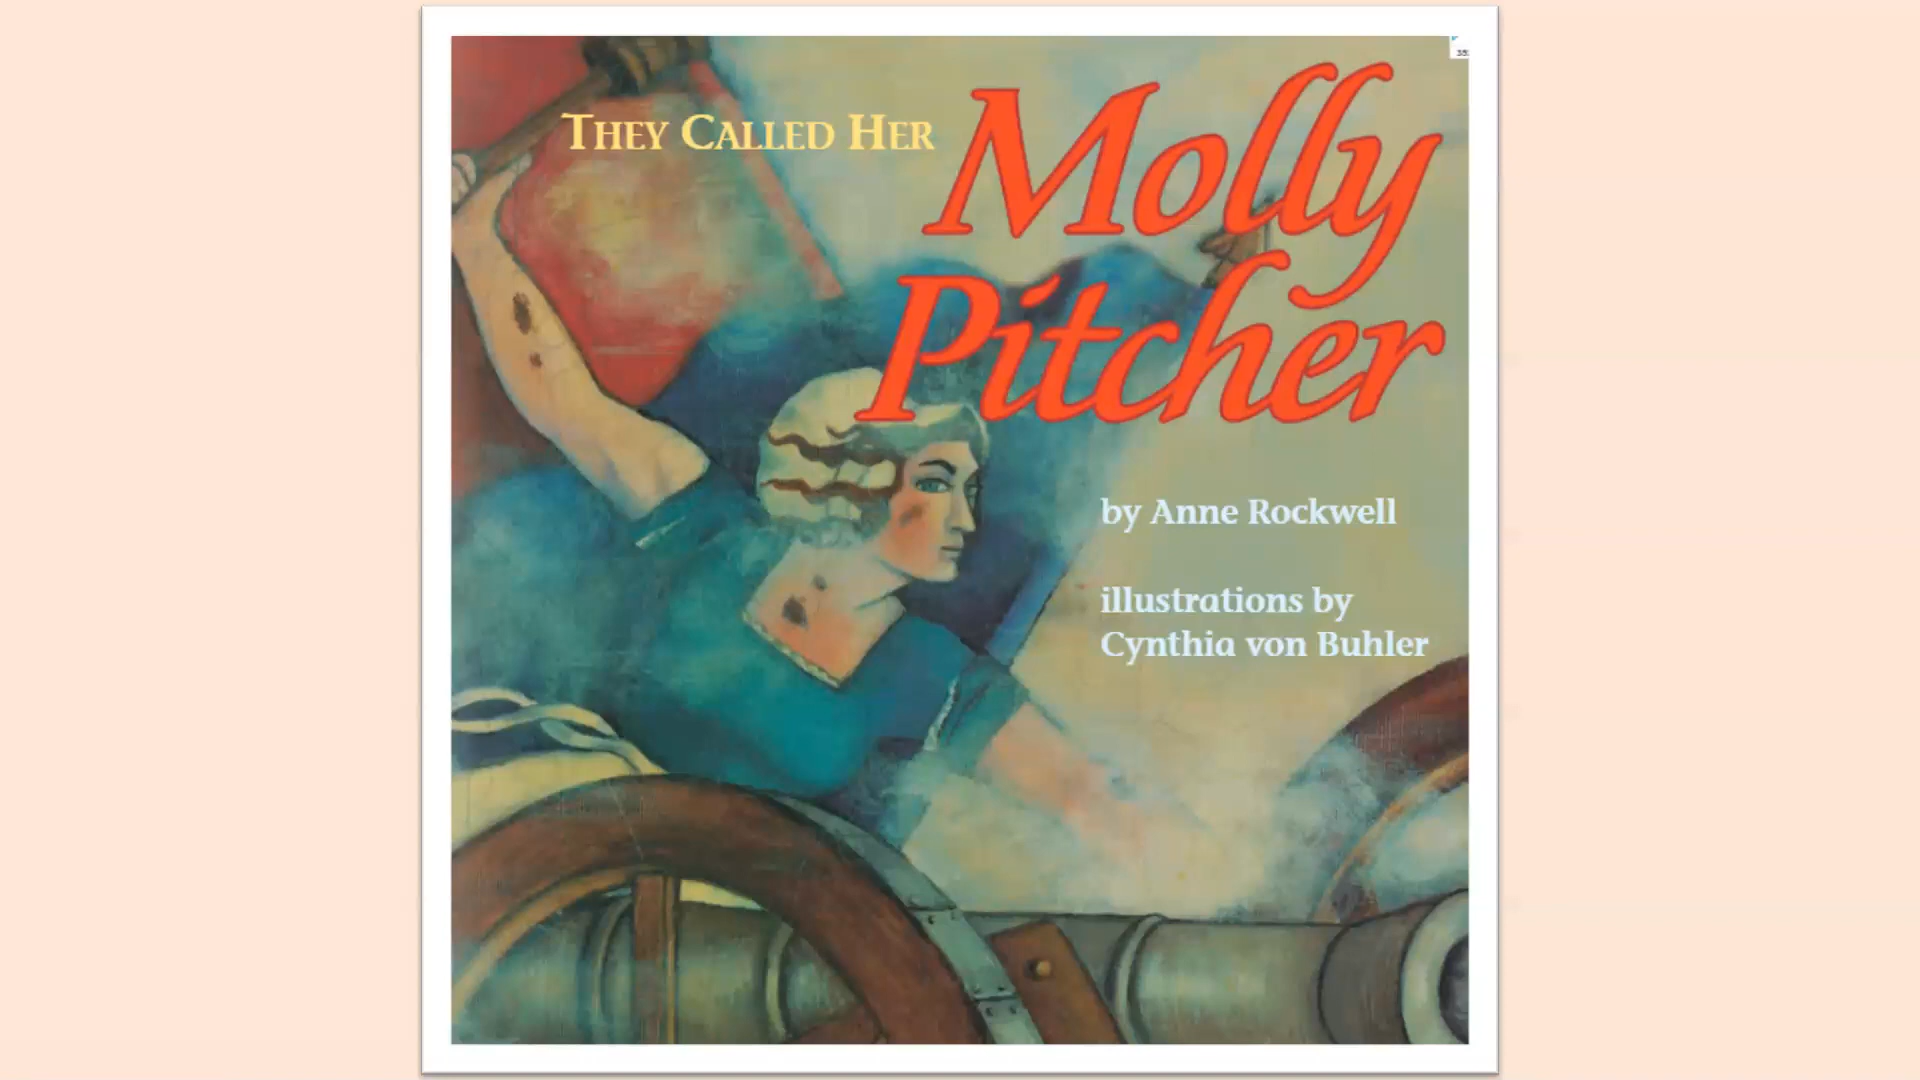 They Called Her
Molly
Pitcher
by Anne Rockwell
illustrations by
Cynthia von Buhler